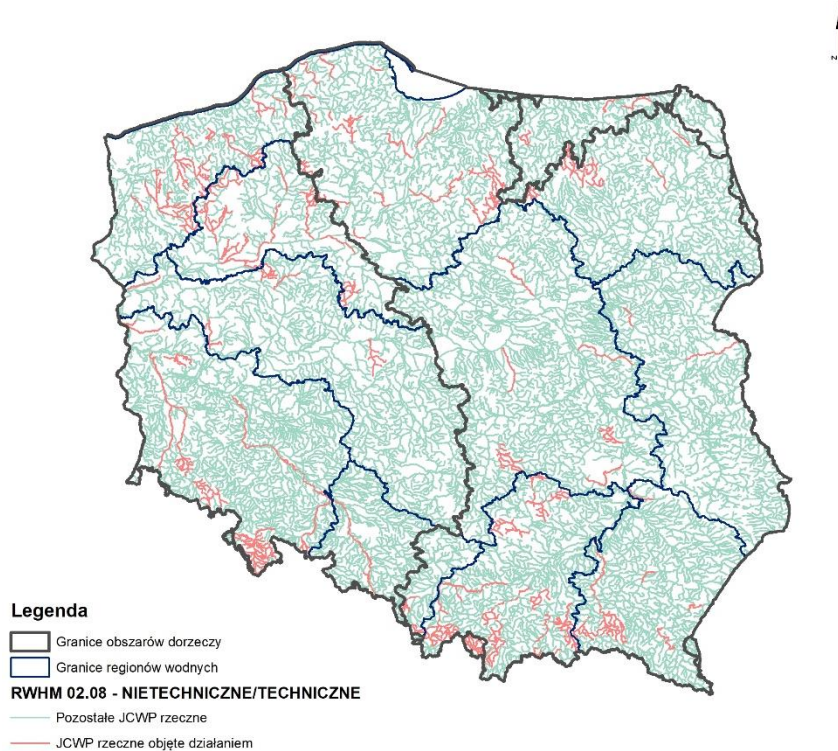 Legenda
Granice obszarów dorzeczy
Granice regionów wodnych
RWHM 02.08 - NIETECHNICZNE/TECHNICZNE
Pozostałe JCWP rzeczne
JCWP rzeczne objęte działaniem